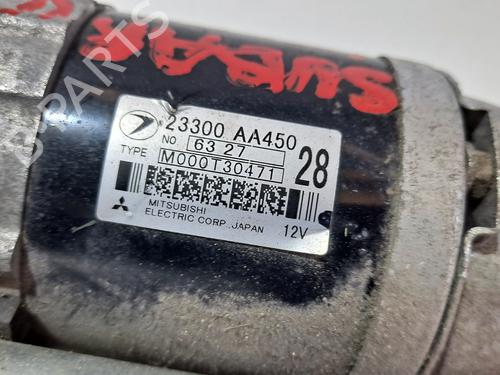 23300 AA450
NO 63 27
28
TYPE M000T30471
MITSUBISHI
ELECTRIC CORP. JAPAN 12V